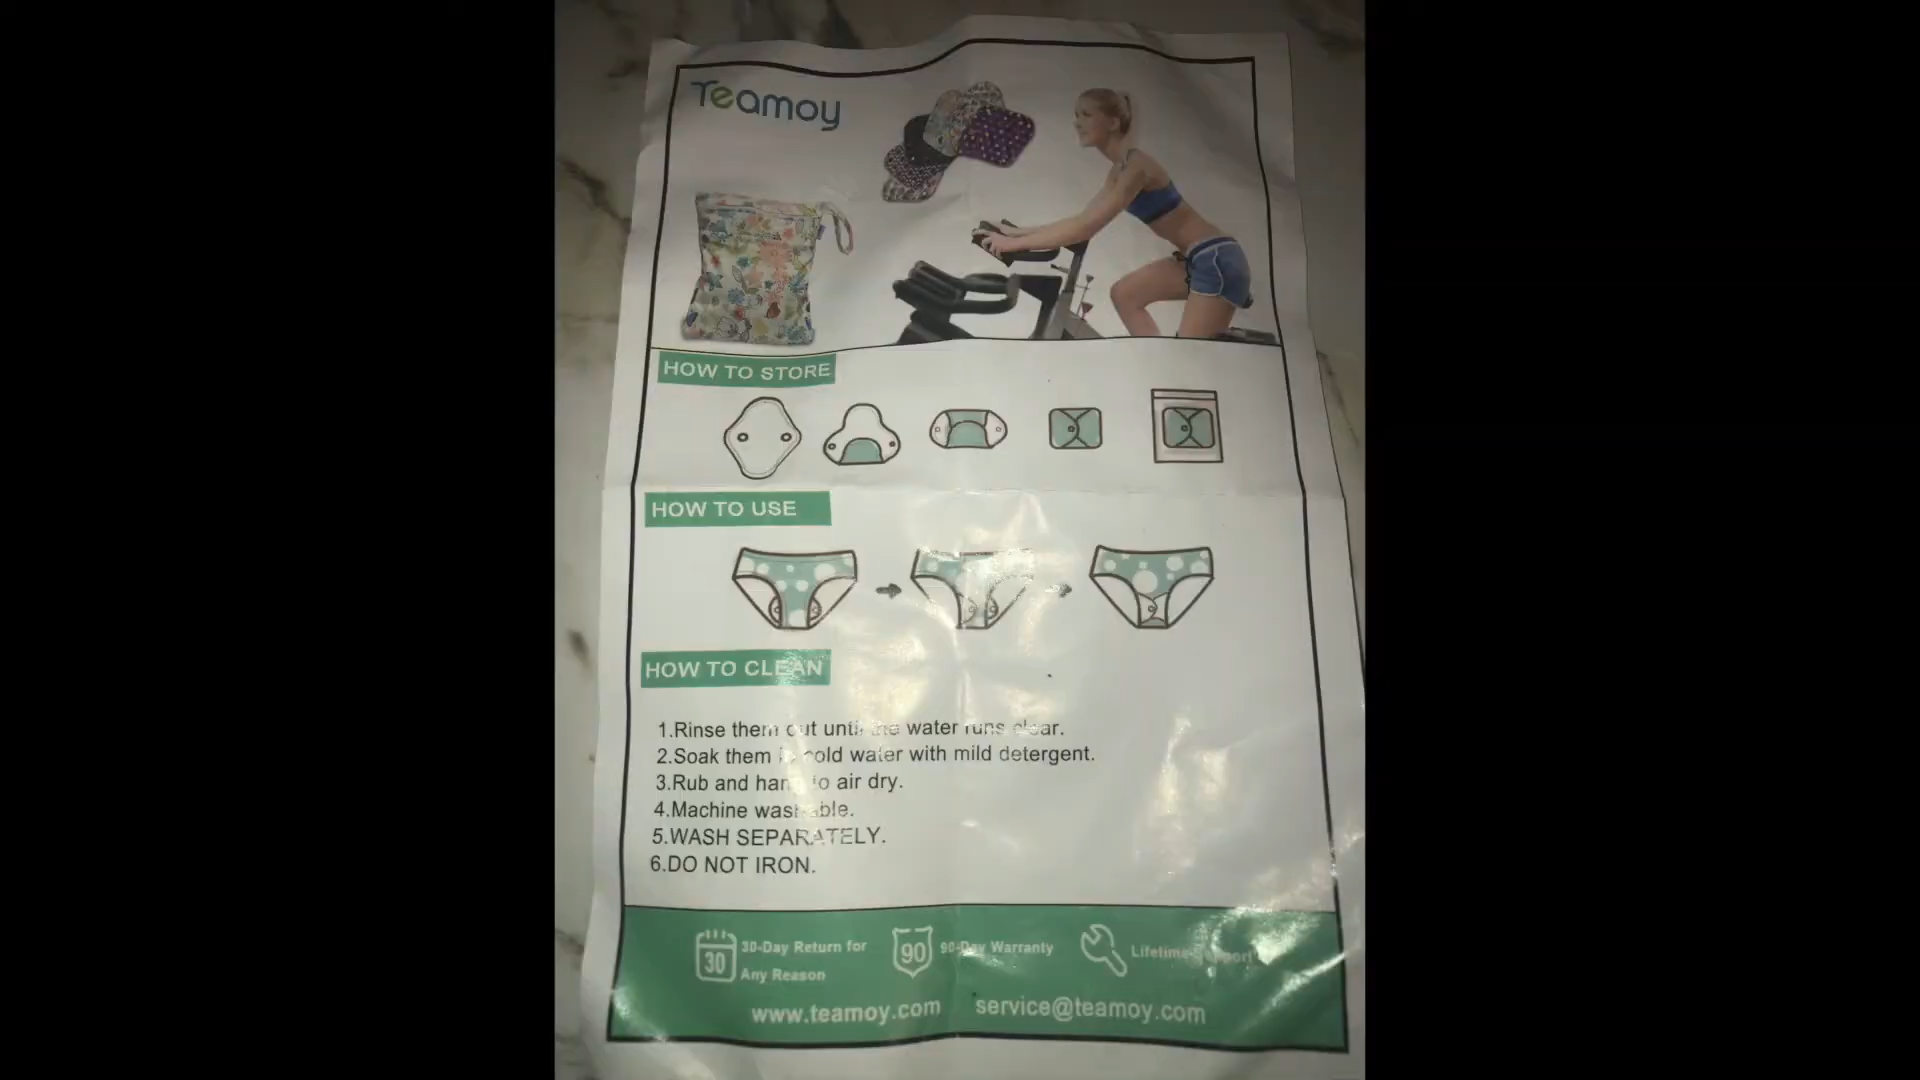 Teamoy
HOW TO STORE
HOW TO USE
HOW TO CLEAN
1.Rinse them out until the water runs clear.
2.Soak them in cold water with mild detergent.
3.Rub and hang to air dry.
4.Machine washable.
5.WASH SEPARATELY.
6.DO NOT IRON.
30
30-Day Return for
Any Reason
90
90-Day Warranty
Lifetime Support
www.teamoy.com
service@teamoy.com